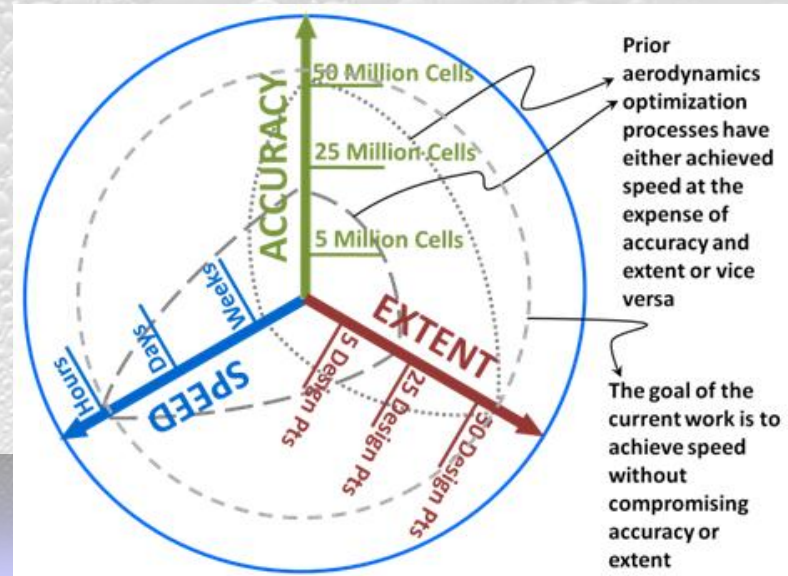 ACCURACY
50 Million Cells
25 Million Cells
5 Million Cells
SPEED
Weeks
Days
Hours
EXTENT
5 Design Pts
25 Design Pts
50 Design Pts
Prior
aerodynamics
optimization
processes have
either achieved
speed at the
expense of
accuracy and
extent or vice
versa
The goal of the
current work is to
achieve speed
without
compromising
accuracy or
extent